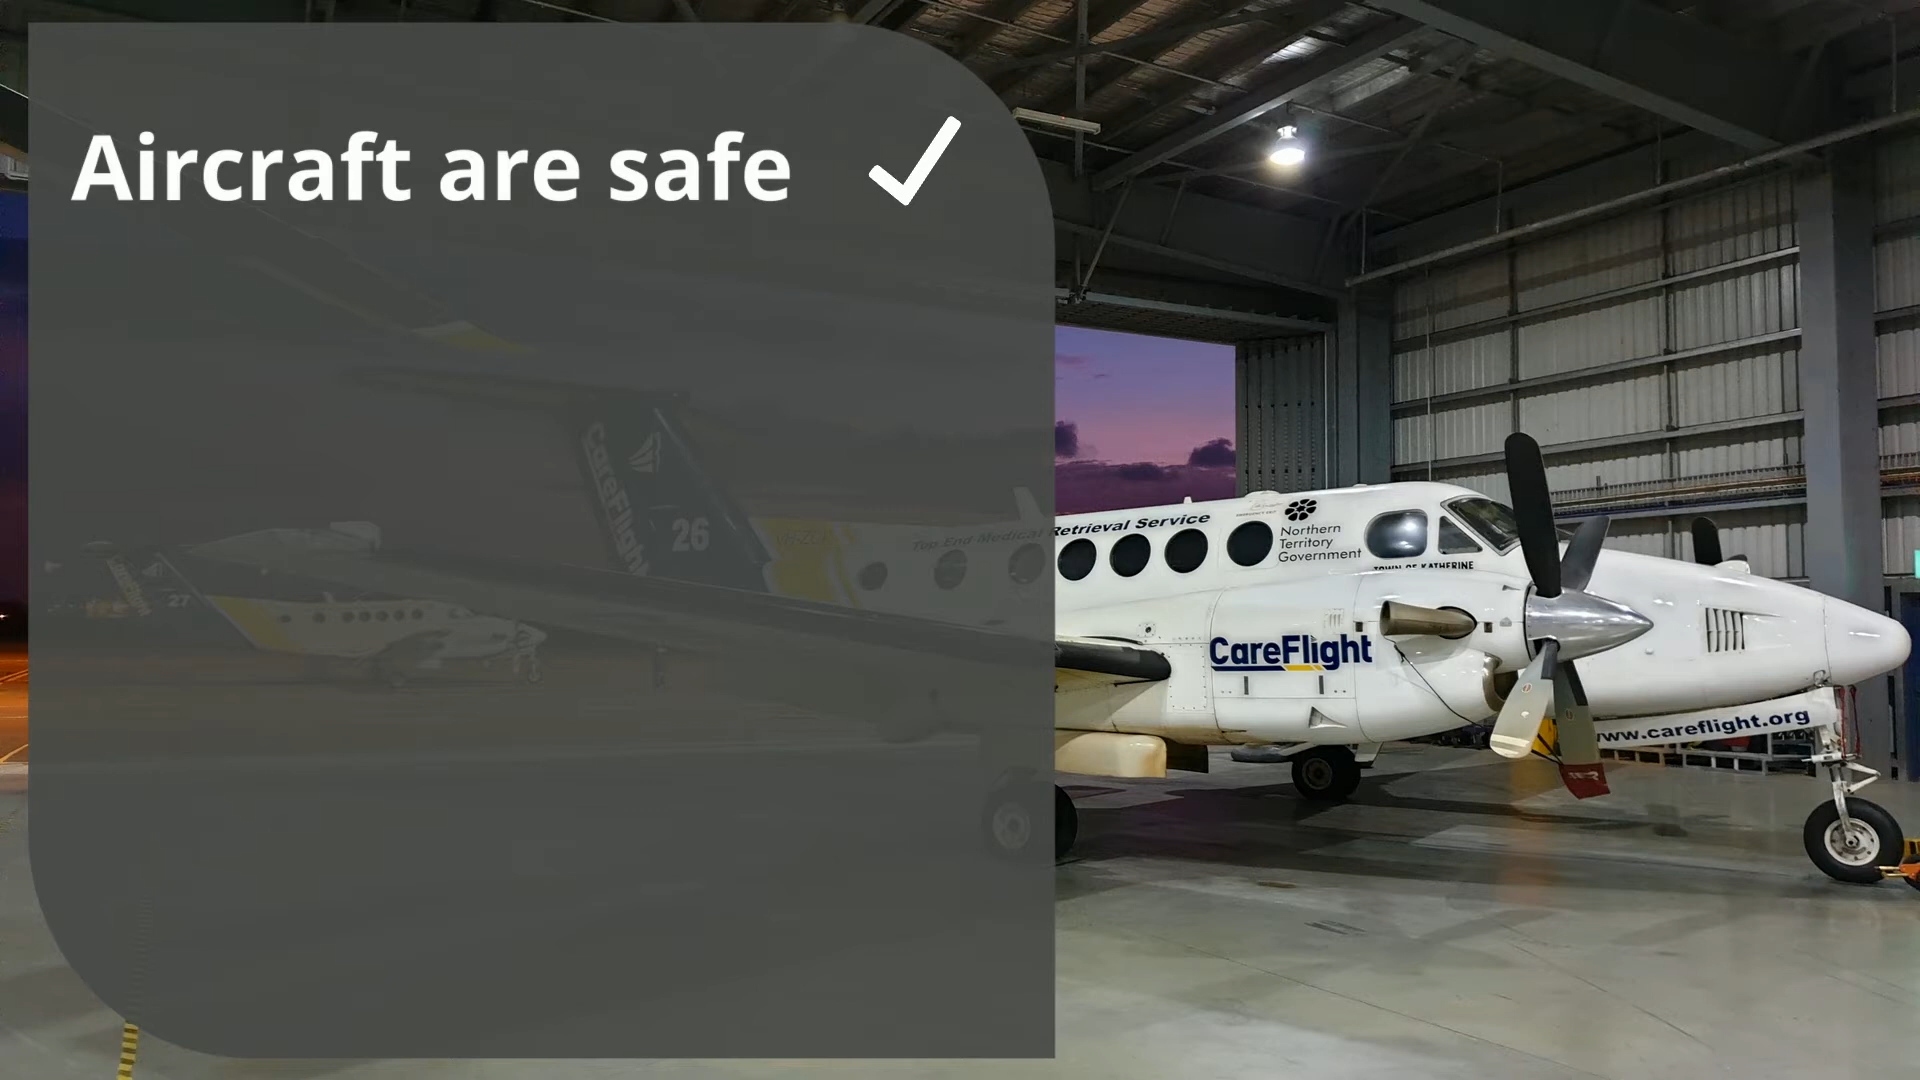 Aircraft are safe
CareFlight
26
Top End Medical Retrieval Service
Northern
Territory
Government
TOWN OF KATHERINE
27
CareFlight
www.careflight.org